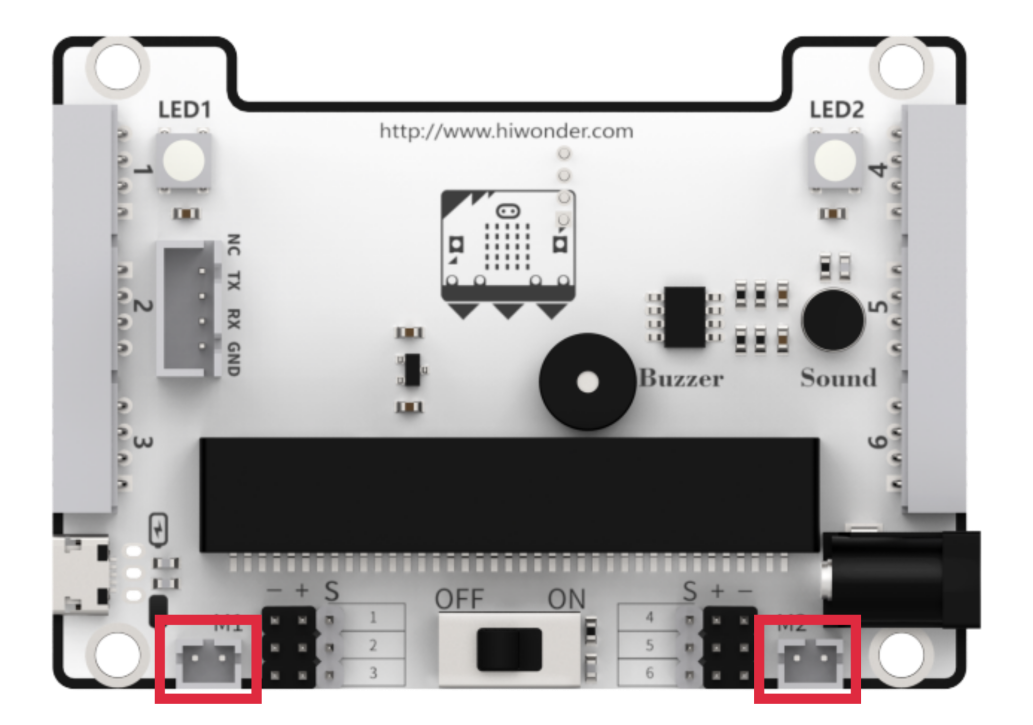 LED1
LED2
http://www.hiwonder.com
1
4
NC
TX
RX
GND
2
5
Buzzer
Sound
3
6
- + S
OFF
ON
S + -
M1
1
2
3
4
5
6
M2